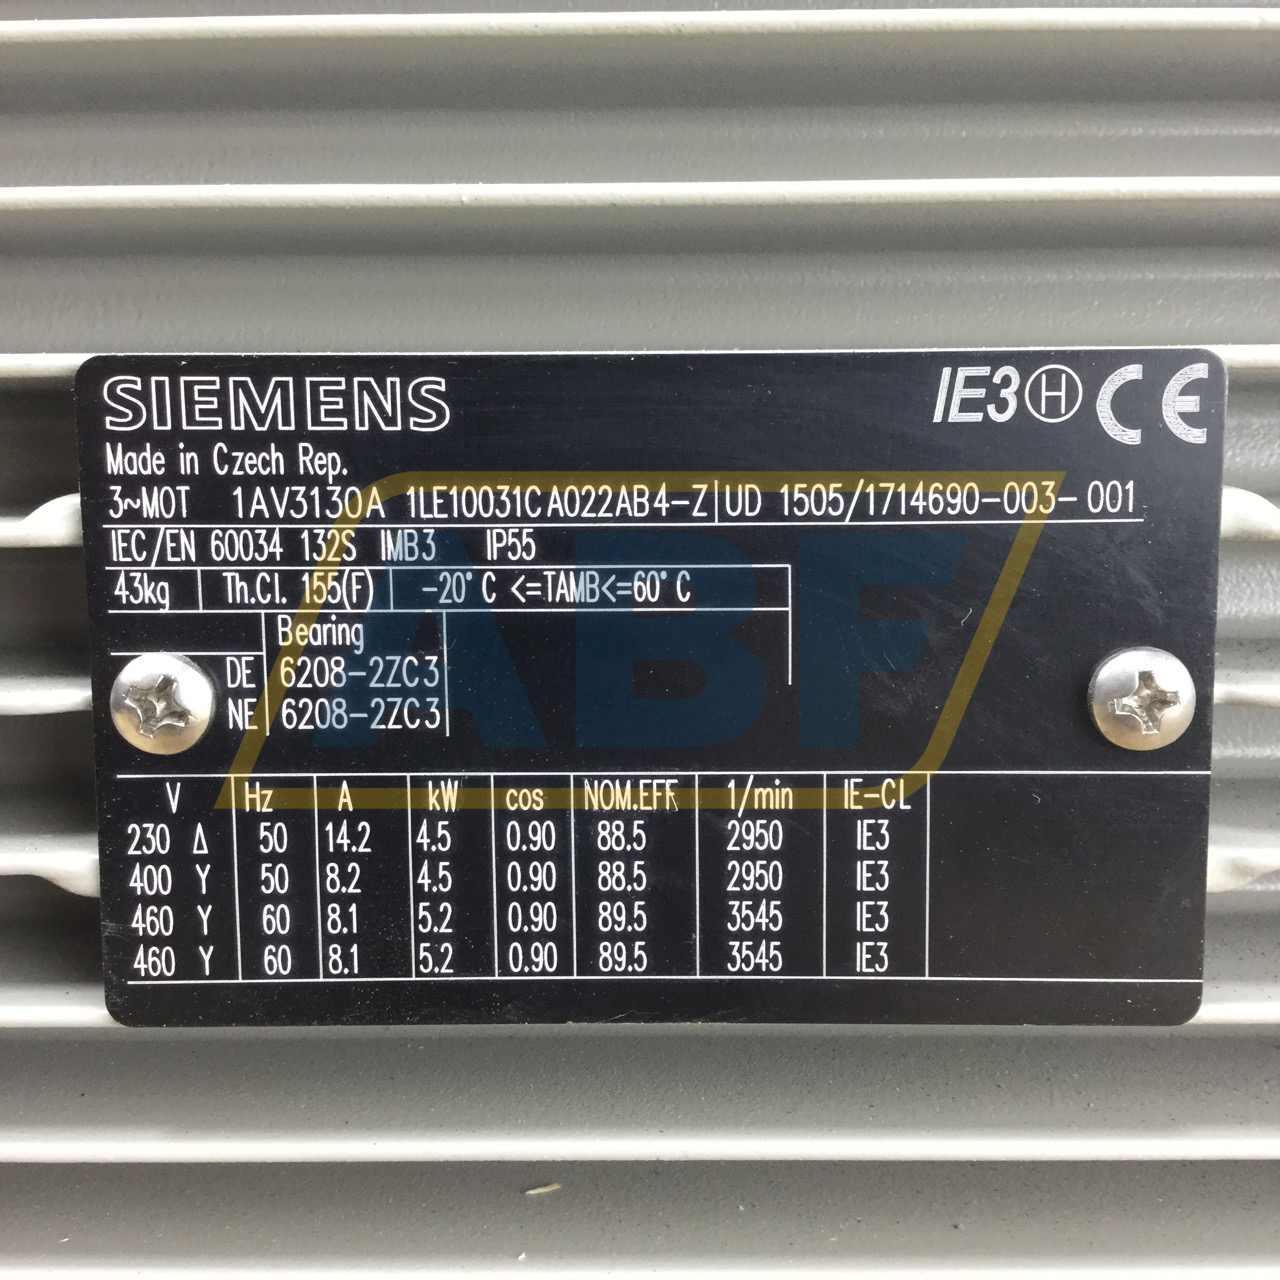 SIEMENS
IE3 H CE
Made in Czech Rep.
3~MOT 1AV3130A 1LE10031CA022AB4-Z UD 1505/1714690-003-001
IEC/EN 60034 132S IMB3 IP55
43kg Th.Cl. 155(F) -20°C <=TAMB<=60°C
Bearing
DE 6208-2ZC3
NE 6208-2ZC3
V Hz A kW cos NOM.EFF 1/min IE-CL
230 Δ 50 14.2 4.5 0.90 88.5 2950 IE3
400 Y 50 8.2 4.5 0.90 88.5 2950 IE3
460 Y 60 8.1 5.2 0.90 89.5 3545 IE3
460 Y 60 8.1 5.2 0.90 89.5 3545 IE3
ABF